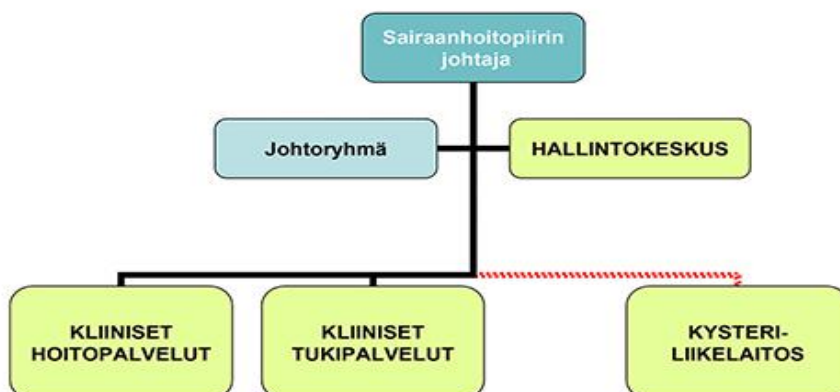 Sairaanhoitopiirin
johtaja
Johtoryhmä
HALLINTOKESKUS
KLIINISET
HOITOPALVELUT
KLIINISET
TUKIPALVELUT
KYSTERI-
LIIKELAITOS